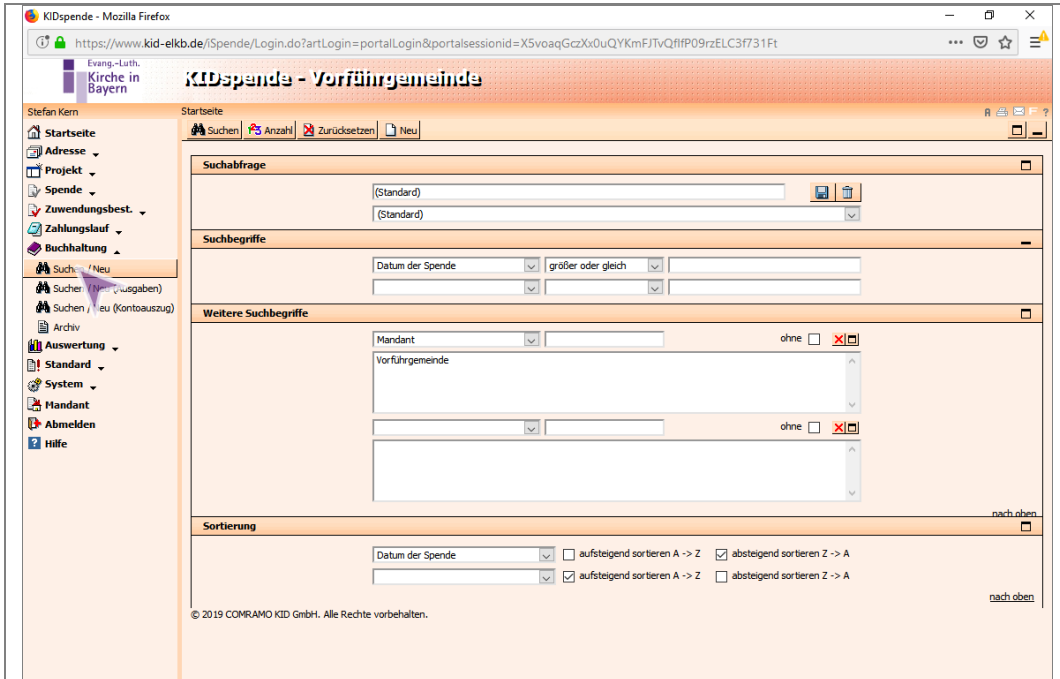 KIDspende - Mozilla Firefox
https://www.kid-elkb.de/iSpende/Login.do?artLogin=portalLogin&portalsessionid=X5voaqGczXx0uQYKmFJTvQflfP09rzELC3f731Ft
Evang.-Luth.
Kirche in
Bayern
KIDspende - Vorführgemeinde
Stefan Kern
Startseite
Suchen Anzahl Zurücksetzen Neu
Startseite
Adresse
Projekt
Spende
Zuwendungsbest.
Zahlungslauf
Buchhaltung
Suchen / Neu
Suchen / Neu (Ausgaben)
Suchen / Neu (Kontoauszug)
Archiv
Auswertung
Standard
System
Mandant
Abmelden
Hilfe
Suchabfrage
(Standard)
(Standard)
Suchbegriffe
Datum der Spende größer oder gleich
Weitere Suchbegriffe
Mandant ohne
Vorführgemeinde
ohne
nach oben
Sortierung
Datum der Spende aufsteigend sortieren A -> Z absteigend sortieren Z -> A
aufsteigend sortieren A -> Z absteigend sortieren Z -> A
nach oben
© 2019 COMRAMO KID GmbH. Alle Rechte vorbehalten.